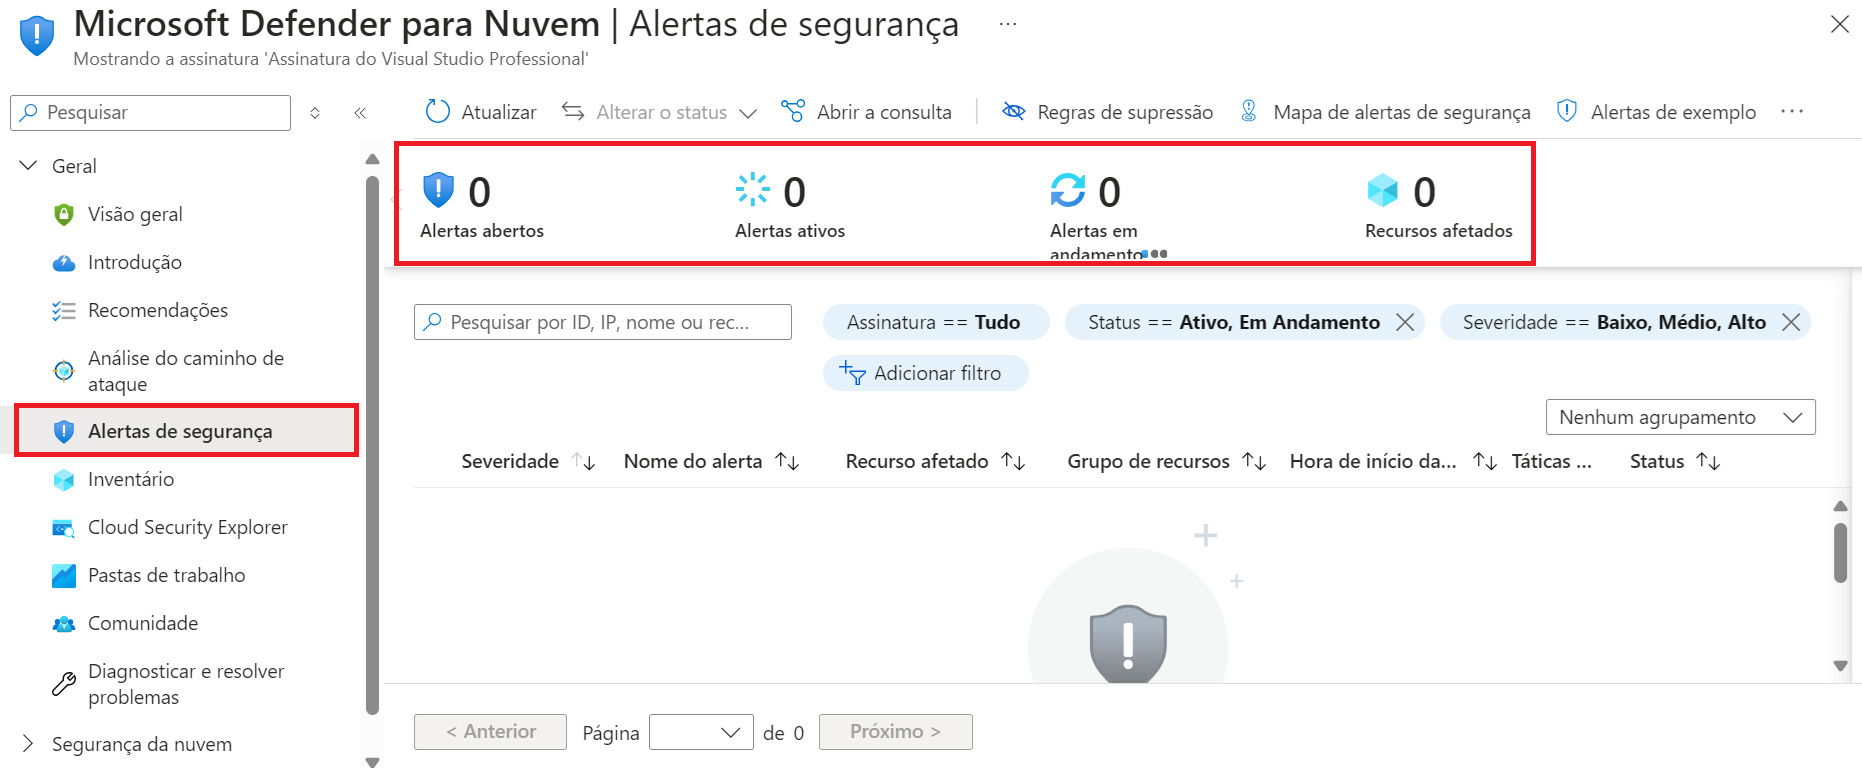 Microsoft Defender para Nuvem | Alertas de segurança ...
Mostrando a assinatura 'Assinatura do Visual Studio Professional'
Pesquisar
Atualizar
Alterar o status
Abrir a consulta
Regras de supressão
Mapa de alertas de segurança
Alertas de exemplo
Geral
Visão geral
Introdução
Recomendações
Análise do caminho de
ataque
Alertas de segurança
Inventário
Cloud Security Explorer
Pastas de trabalho
Comunidade
Diagnosticar e resolver
problemas
Segurança da nuvem
0
Alertas abertos
0
Alertas ativos
0
Alertas em
andamento
0
Recursos afetados
Pesquisar por ID, IP, nome ou rec...
Assinatura == Tudo
Status == Ativo, Em Andamento
Severidade == Baixo, Médio, Alto
Adicionar filtro
Nenhum agrupamento
Severidade
Nome do alerta
Recurso afetado
Grupo de recursos
Hora de início da...
Táticas ...
Status
< Anterior
Página
de 0
Próximo >